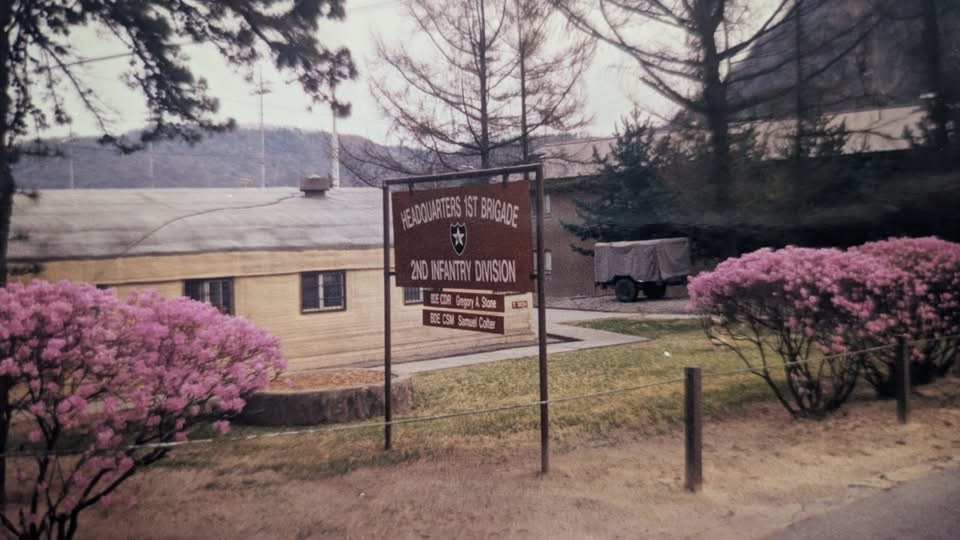 HEADQUARTERS 1ST BRIGADE
2ND INFANTRY DIVISION
BDE CDR Gregory A. Stone
BDE CSM Samuel Colter